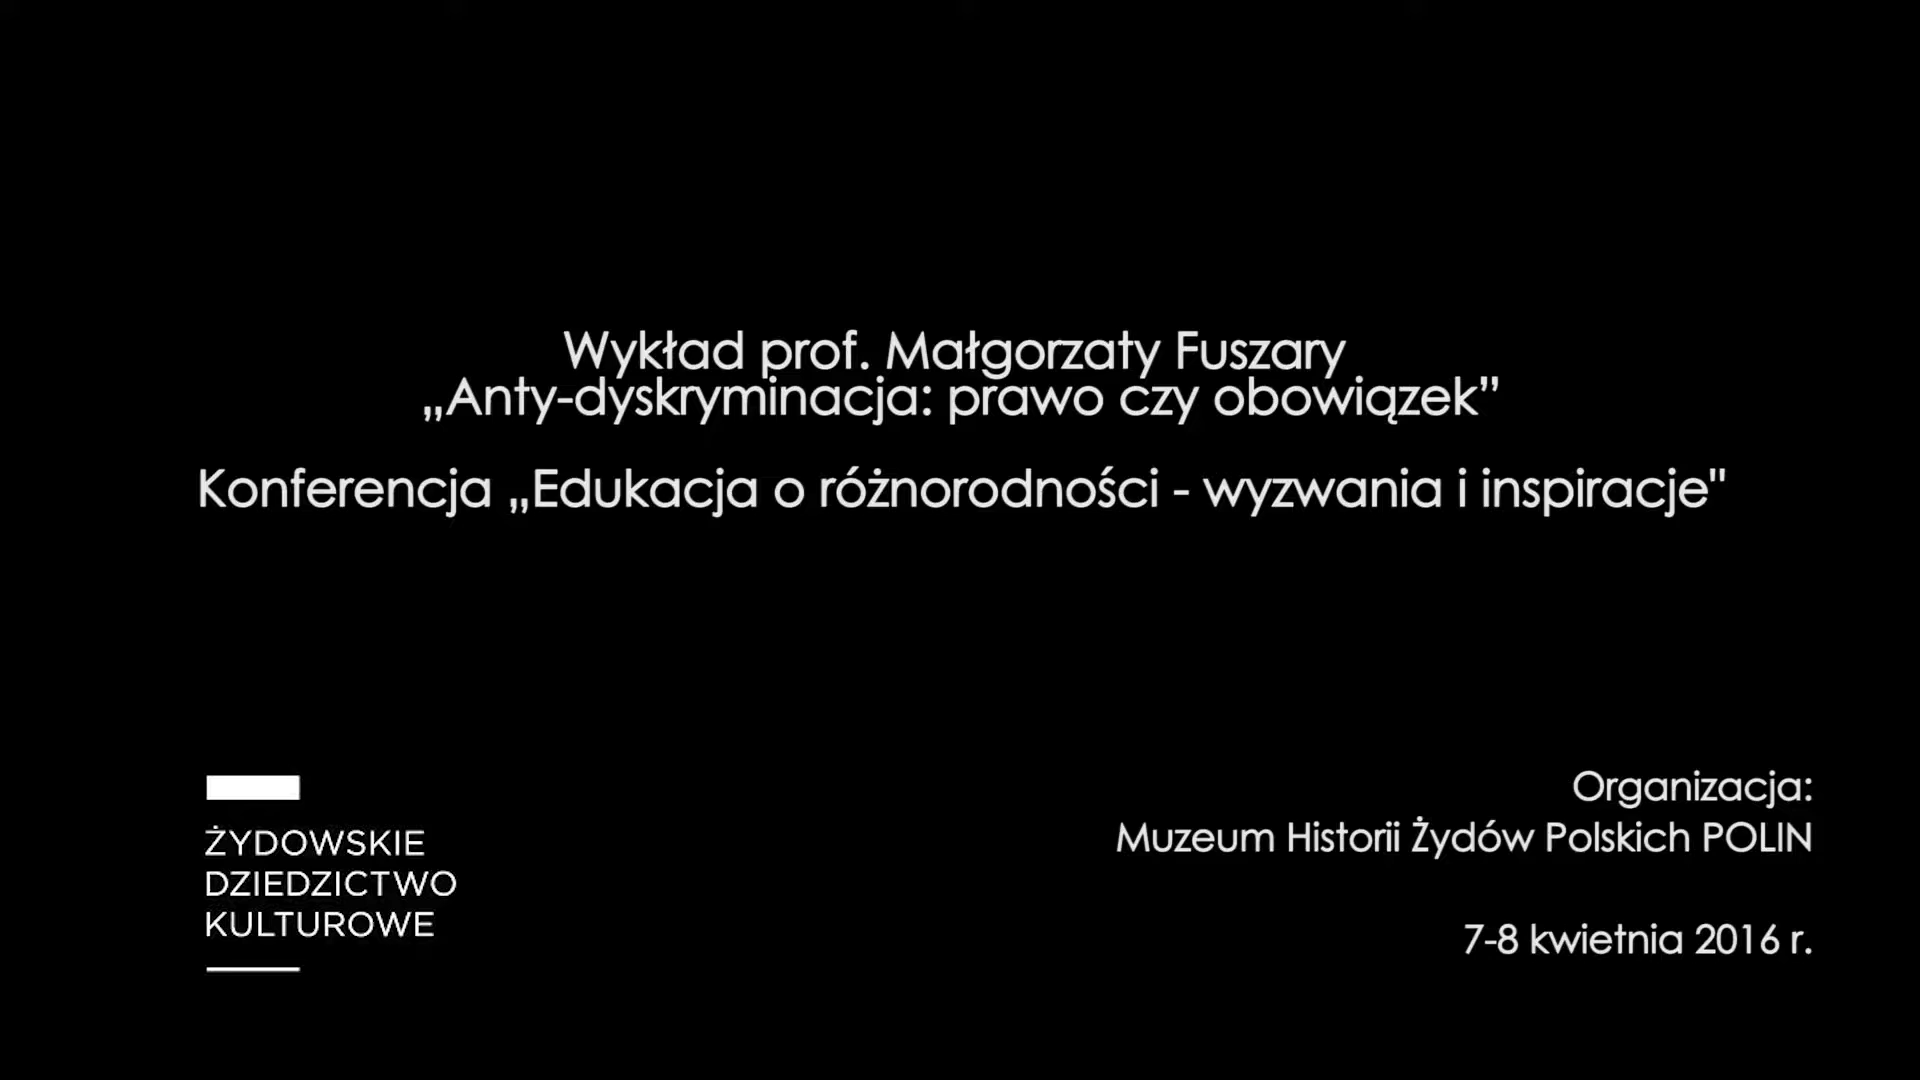 Wykład prof. Małgorzaty Fuszary
„Anty-dyskryminacja: prawo czy obowiązek”
Konferencja „Edukacja o różnorodności - wyzwania i inspiracje"
ŻYDOWSKIE
DZIEDZICTWO
KULTUROWE
Organizacja:
Muzeum Historii Żydów Polskich POLIN
7-8 kwietnia 2016 r.